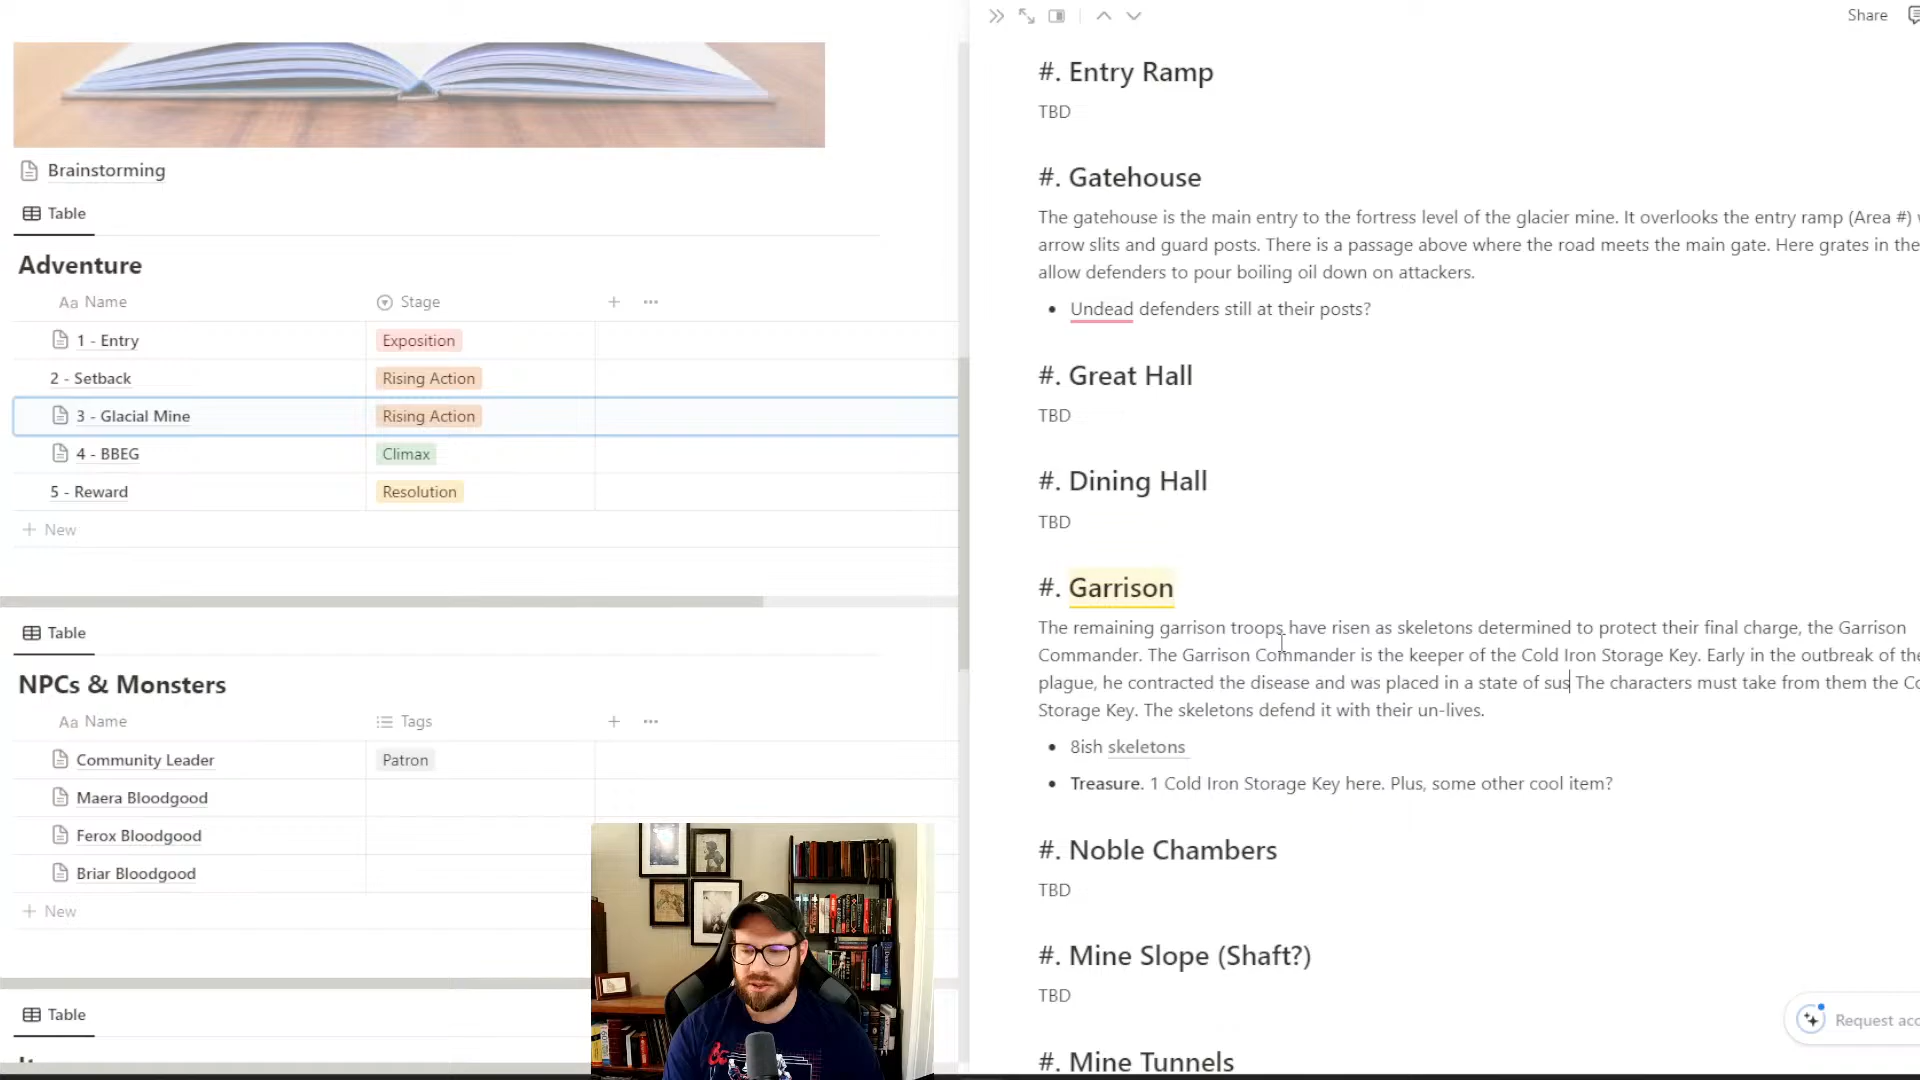 Brainstorming
Table
Adventure
Aa Name
Stage
1 - Entry
Exposition
2 - Setback
Rising Action
3 - Glacial Mine
Rising Action
4 - BBEG
Climax
5 - Reward
Resolution
+ New
Table
NPCs & Monsters
Aa Name
Tags
Community Leader
Patron
Maera Bloodgood
Ferox Bloodgood
Briar Bloodgood
+ New
Table
Share
#. Entry Ramp
TBD
#. Gatehouse
The gatehouse is the main entry to the fortress level of the glacier mine. It overlooks the entry ramp (Area #)
arrow slits and guard posts. There is a passage above where the road meets the main gate. Here grates in the
allow defenders to pour boiling oil down on attackers.
• Undead defenders still at their posts?
#. Great Hall
TBD
#. Dining Hall
TBD
#. Garrison
The remaining garrison troops have risen as skeletons determined to protect their final charge, the Garrison
Commander. The Garrison Commander is the keeper of the Cold Iron Storage Key. Early in the outbreak of the
plague, he contracted the disease and was placed in a state of sus The characters must take from them the Co
Storage Key. The skeletons defend it with their un-lives.
• 8ish skeletons
• Treasure. 1 Cold Iron Storage Key here. Plus, some other cool item?
#. Noble Chambers
TBD
#. Mine Slope (Shaft?)
TBD
#. Mine Tunnels
Request acc